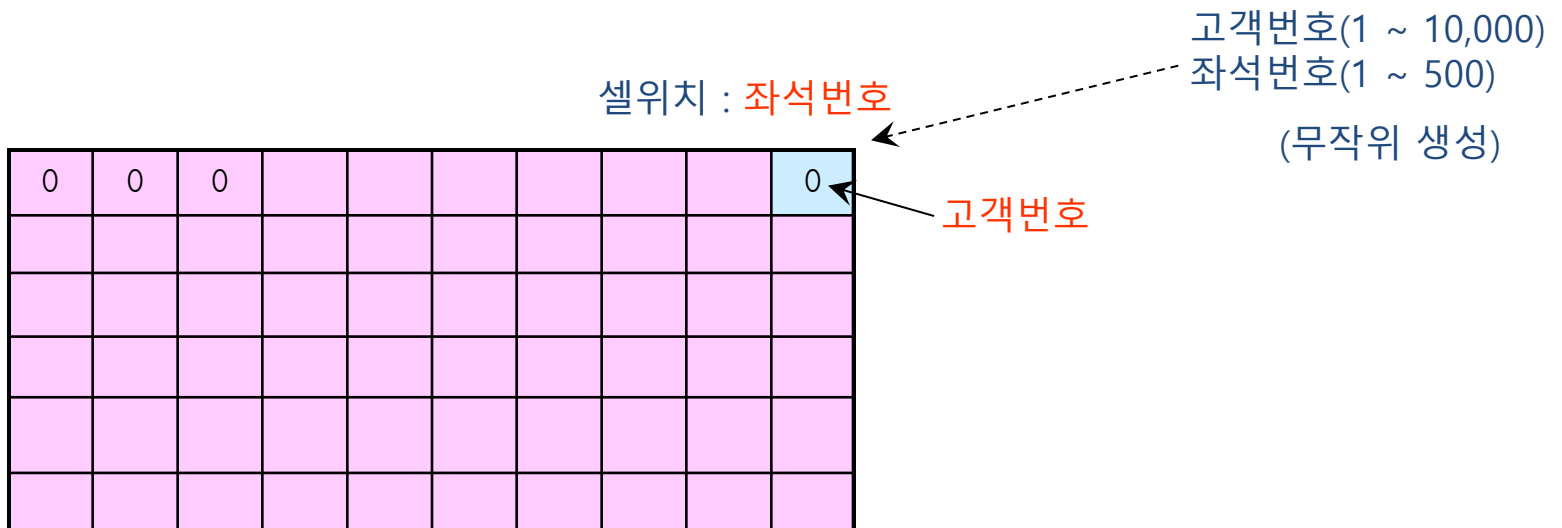 고객번호(1 ~ 10,000)
좌석번호(1 ~ 500)
셀위치 : 좌석번호
(무작위 생성)
0 0 0 0
고객번호